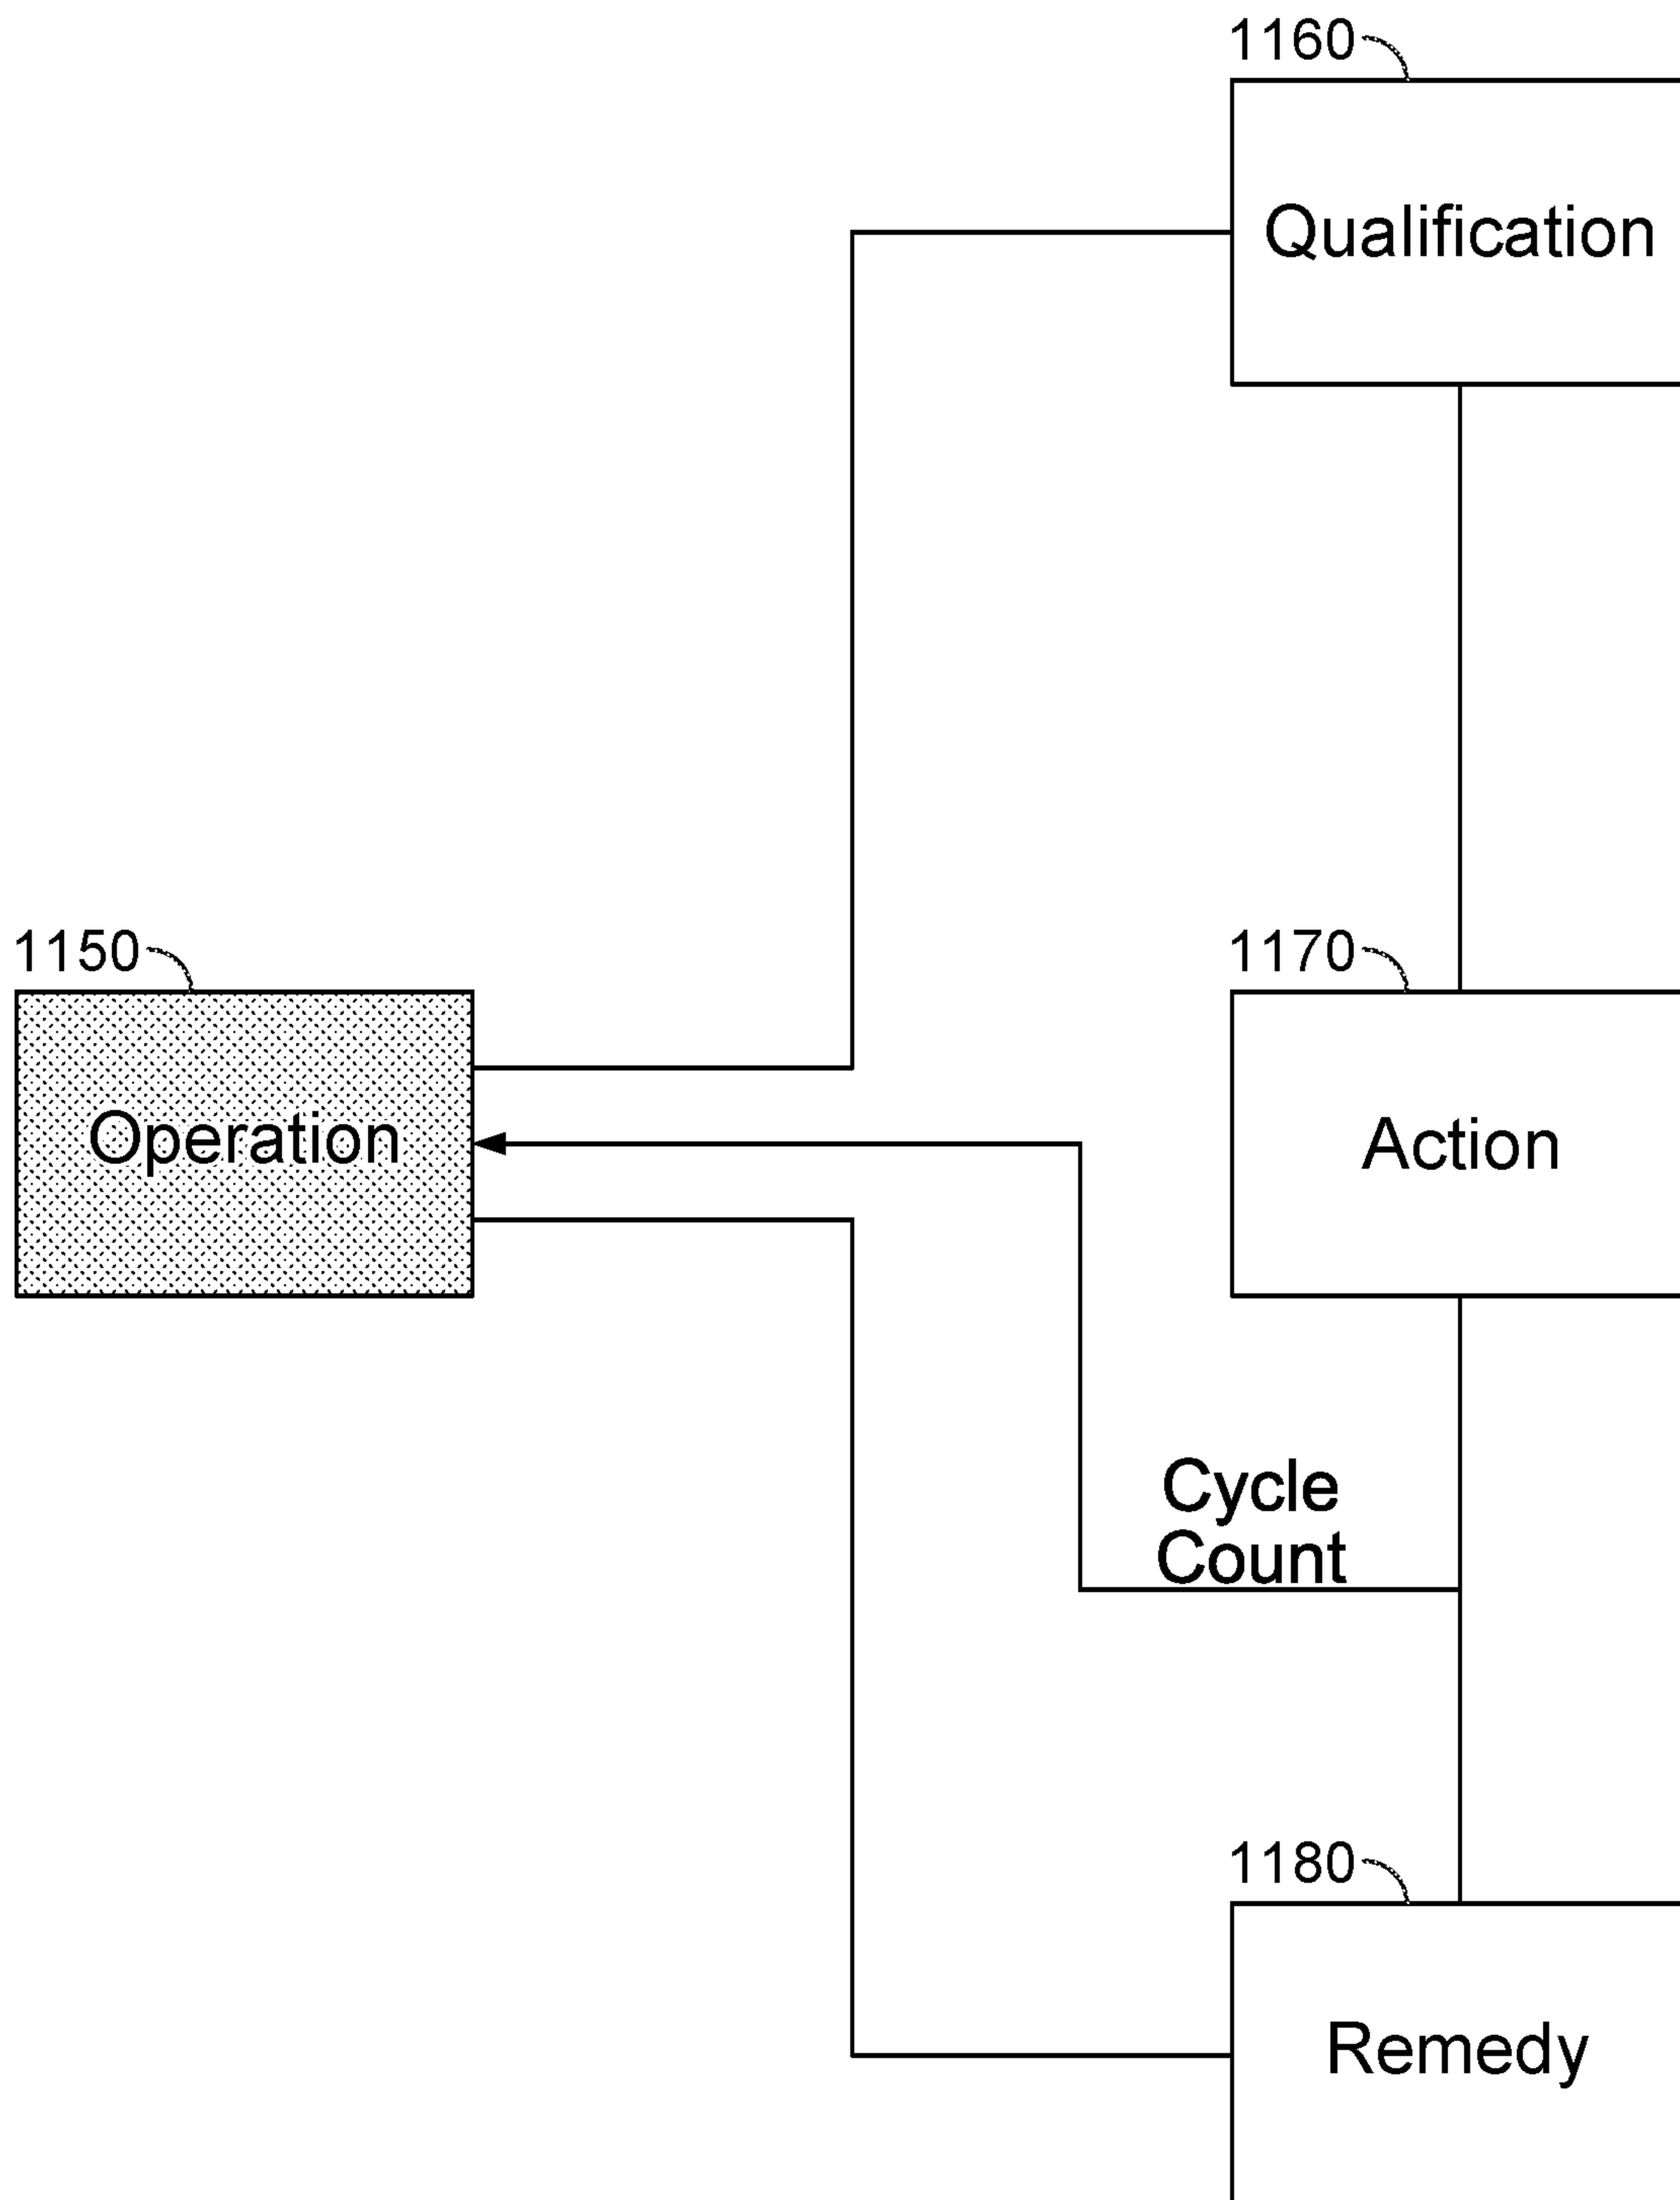 1160
Qualification
1150
Operation
1170
Action
Cycle
Count
1180
Remedy